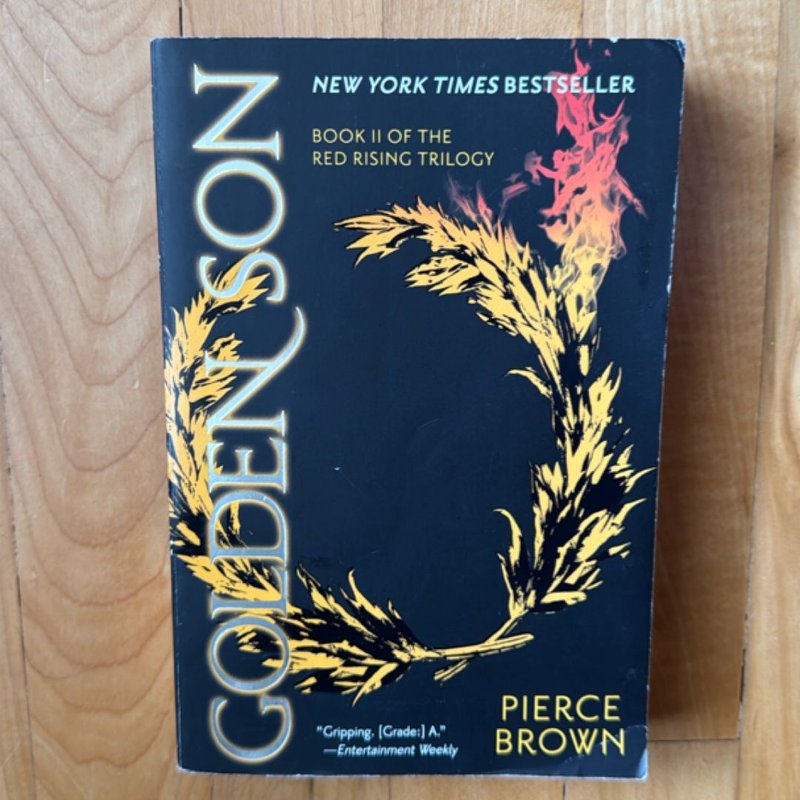 GOLDEN SON
NEW YORK TIMES BESTSELLER
BOOK II OF THE
RED RISING TRILOGY
"Gripping. [Grade:] A."
—Entertainment Weekly
PIERCE
BROWN